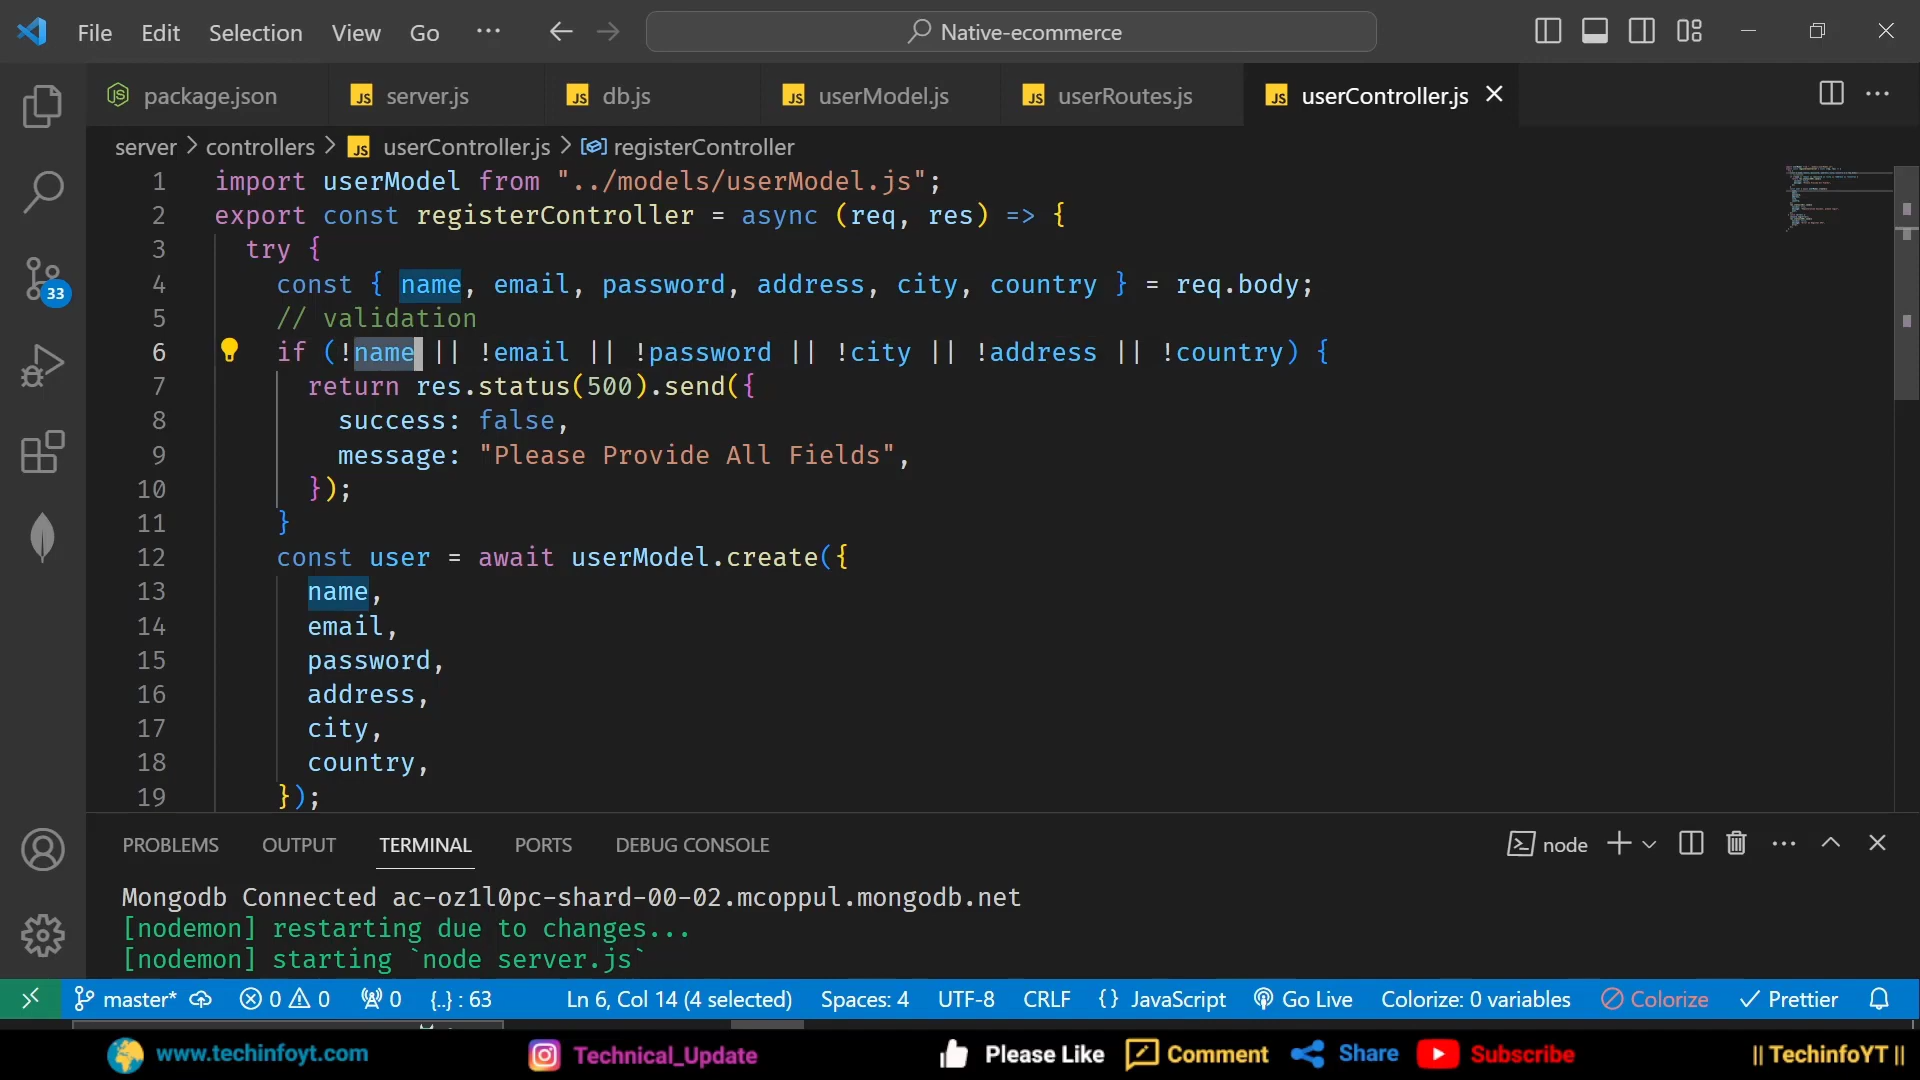 File Edit Selection View Go ··· Native-ecommerce
package.json JS server.js JS db.js JS userModel.js JS userRoutes.js JS userController.js
server > controllers > JS userController.js > registerController
1 import userModel from "../models/userModel.js";
2 export const registerController = async (req, res) => {
3 try {
4 const { name, email, password, address, city, country } = req.body;
5 // validation
6 if (!name || !email || !password || !city || !address || !country) {
7 return res.status(500).send({
8 success: false,
9 message: "Please Provide All Fields",
10 });
11 }
12 const user = await userModel.create({
13 name,
14 email,
15 password,
16 address,
17 city,
18 country,
19 });
33
PROBLEMS OUTPUT TERMINAL PORTS DEBUG CONSOLE node
Mongodb Connected ac-oz1l0pc-shard-00-02.mcoppul.mongodb.net
[nodemon] restarting due to changes...
[nodemon] starting `node server.js`
master* 0 0 0 {..} : 63 Ln 6, Col 14 (4 selected) Spaces: 4 UTF-8 CRLF {} JavaScript Go Live Colorize: 0 variables Colorize Prettier
www.techinfoyt.com Technical_Update Please Like Comment Share Subscribe || TechinfoYT ||